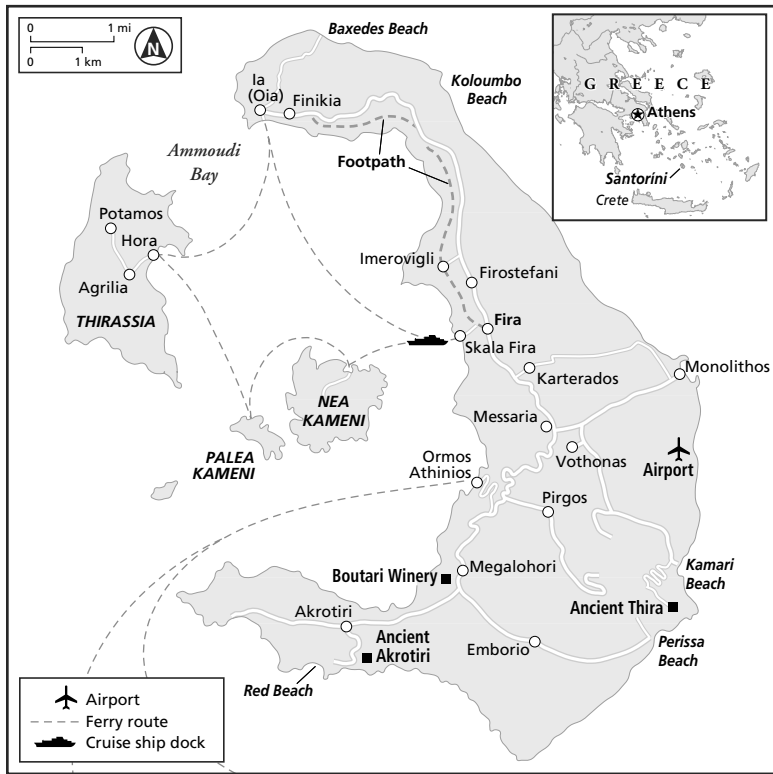 0 1 mi
0 1 km
N
Baxedes Beach
Koloumbo
Beach
GREECE
Athens
Santorini
Crete
Ia
(Oia)
Finikia
Ammoudi
Bay
Footpath
Potamos
Hora
Agrilia
THIRASSIA
Imerovigli
Firostefani
Fira
Skala Fira
Karterados
Monolithos
NEA
KAMENI
Messaria
PALEA
KAMENI
Ormos
Athinios
Vothonas
Airport
Pirgos
Boutari Winery
Megalohori
Kamari
Beach
Ancient Thira
Akrotiri
Ancient
Akrotiri
Emborio
Perissa
Beach
Red Beach
Airport
Ferry route
Cruise ship dock